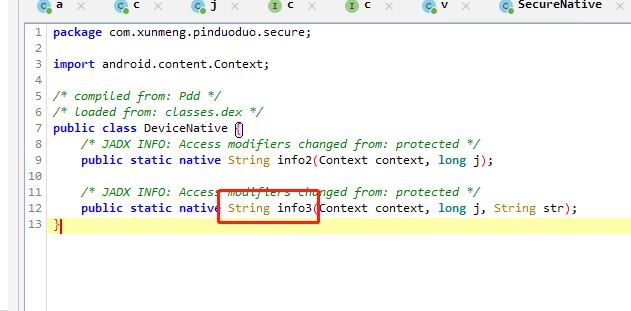 a c j c c v SecureNative
1 package com.xunmeng.pinduoduo.secure;
2
3 import android.content.Context;
4
5 /* compiled from: Pdd */
6 /* loaded from: classes.dex */
7 public class DeviceNative {
8 /* JADX INFO: Access modifiers changed from: protected */
9 public static native String info2(Context context, long j);
10
11 /* JADX INFO: Access modifiers changed from: protected */
12 public static native String info3(Context context, long j, String str);
13 }